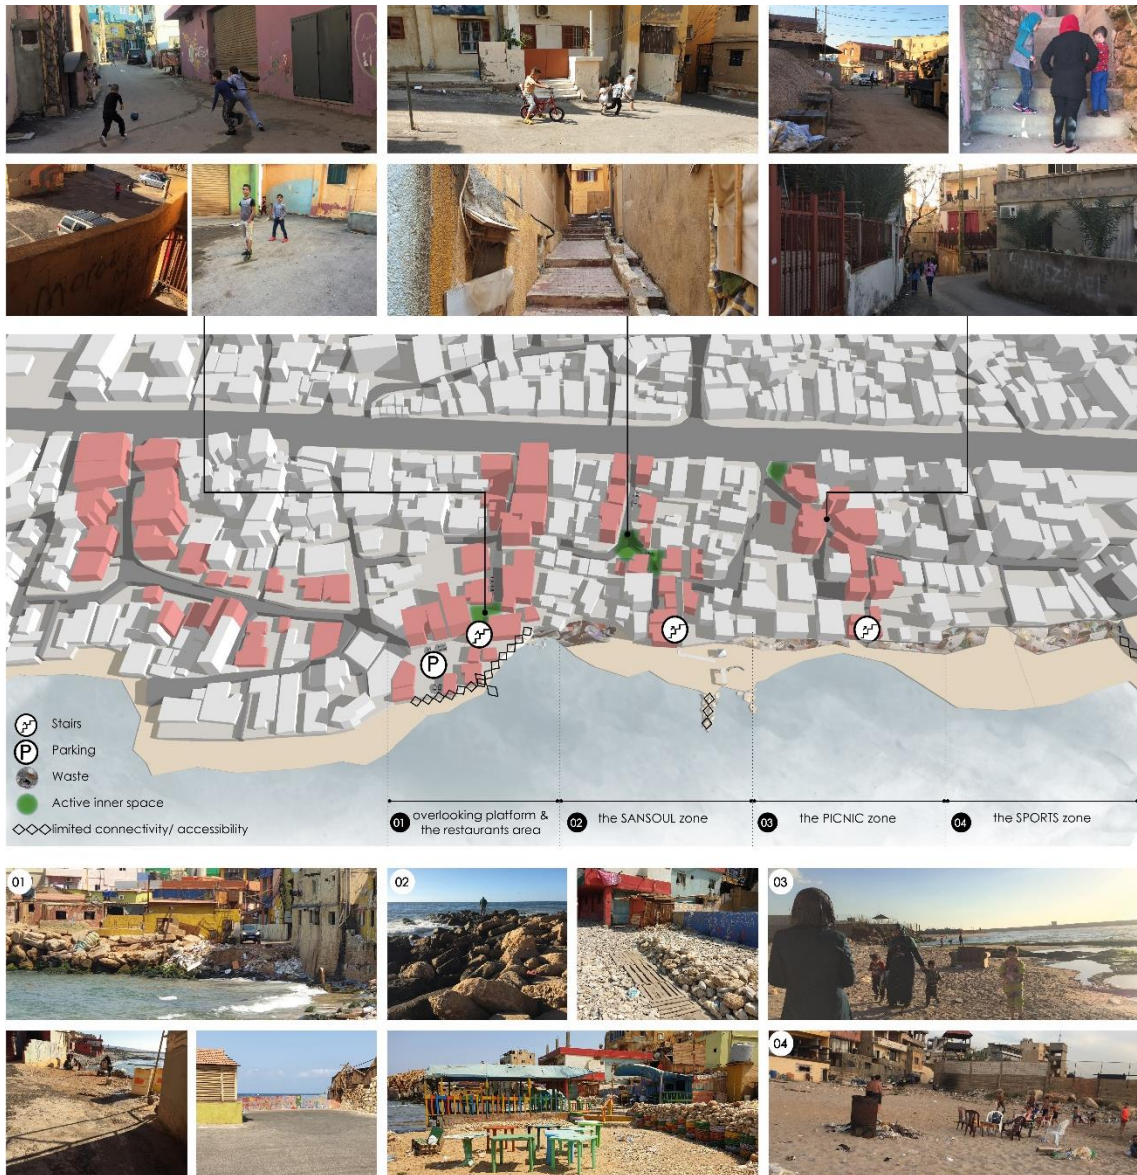 P
Stairs
P
Parking
Waste
Active inner space
limited connectivity/ accessibility
01
overlooking platform &
the restaurants area
02
the SANSOUL zone
03
the PICNIC zone
04
the SPORTS zone
01
02
03
04